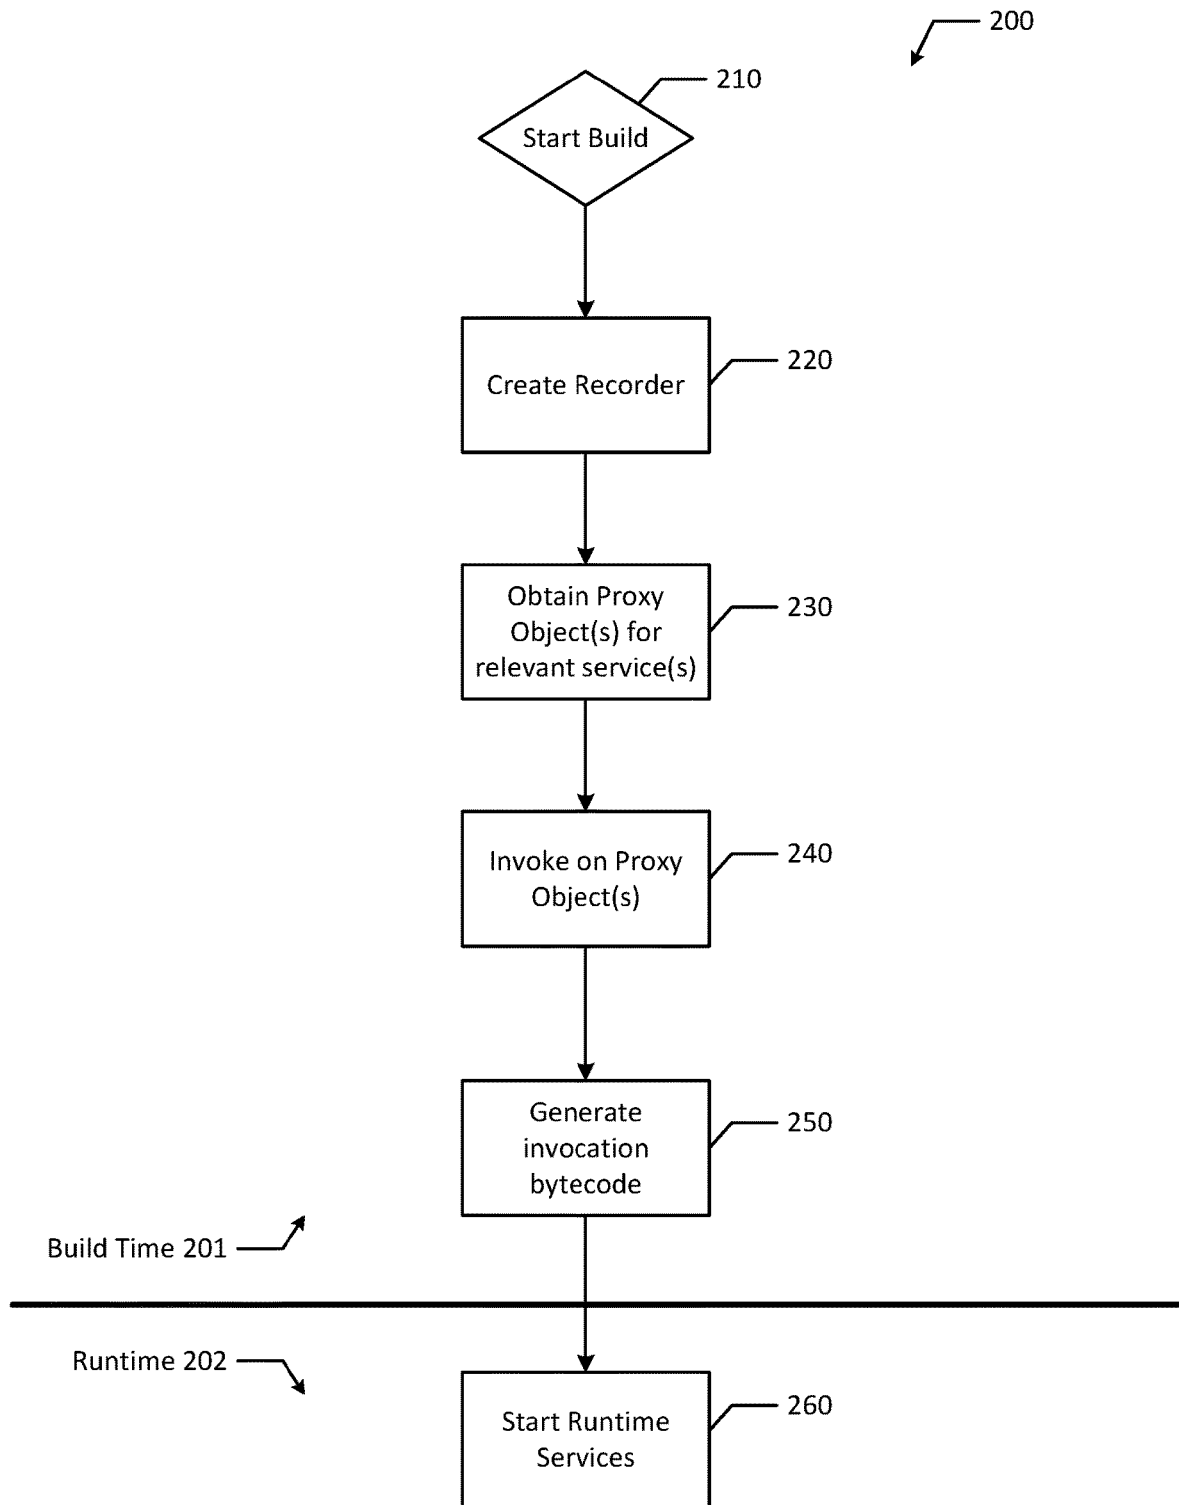 200
210
Start Build
220
Create Recorder
230
Obtain Proxy
Object(s) for
relevant service(s)
240
Invoke on Proxy
Object(s)
250
Generate
invocation
bytecode
Build Time 201
Runtime 202
260
Start Runtime
Services